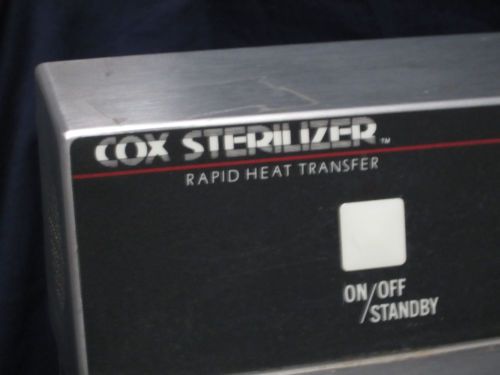 COX STERILIZER™
RAPID HEAT TRANSFER
ON/OFF
/STANDBY